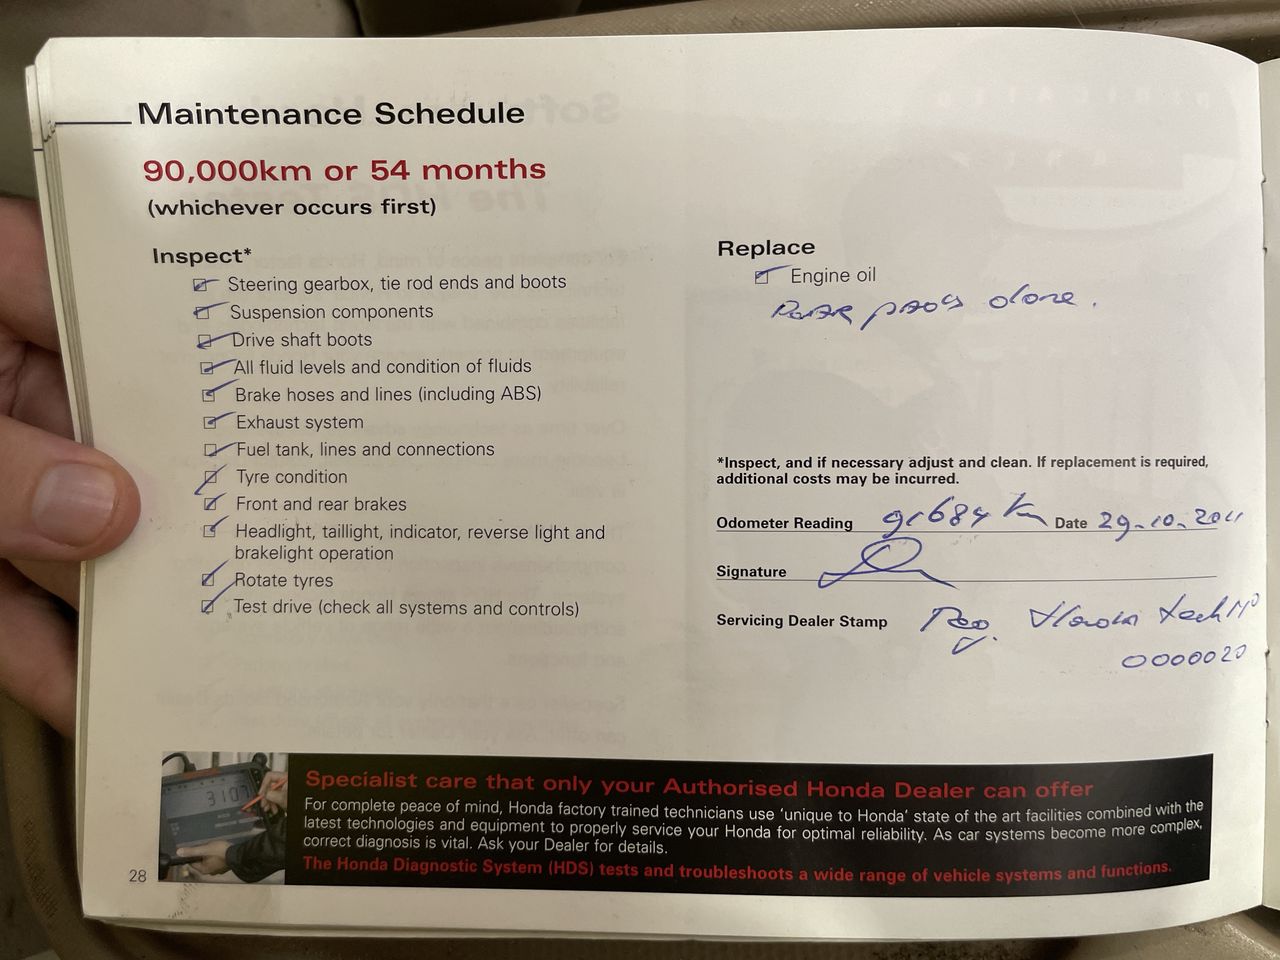 Maintenance Schedule
90,000km or 54 months
(whichever occurs first)
Inspect*
Steering gearbox, tie rod ends and boots
Suspension components
Drive shaft boots
All fluid levels and condition of fluids
Brake hoses and lines (including ABS)
Exhaust system
Fuel tank, lines and connections
Tyre condition
Front and rear brakes
Headlight, taillight, indicator, reverse light and
brakelight operation
Rotate tyres
Test drive (check all systems and controls)
Replace
Engine oil
pads done.
*Inspect, and if necessary adjust and clean. If replacement is required,
additional costs may be incurred.
Odometer Reading 91684 km Date 29.10.2011
Signature
Servicing Dealer Stamp Reg. Honda tech No
0000020
3107
Specialist care that only your Authorised Honda Dealer can offer
For complete peace of mind, Honda factory trained technicians use 'unique to Honda' state of the art facilities combined with the
latest technologies and equipment to properly service your Honda for optimal reliability. As car systems become more complex,
correct diagnosis is vital. Ask your Dealer for details.
The Honda Diagnostic System (HDS) tests and troubleshoots a wide range of vehicle systems and functions.
28